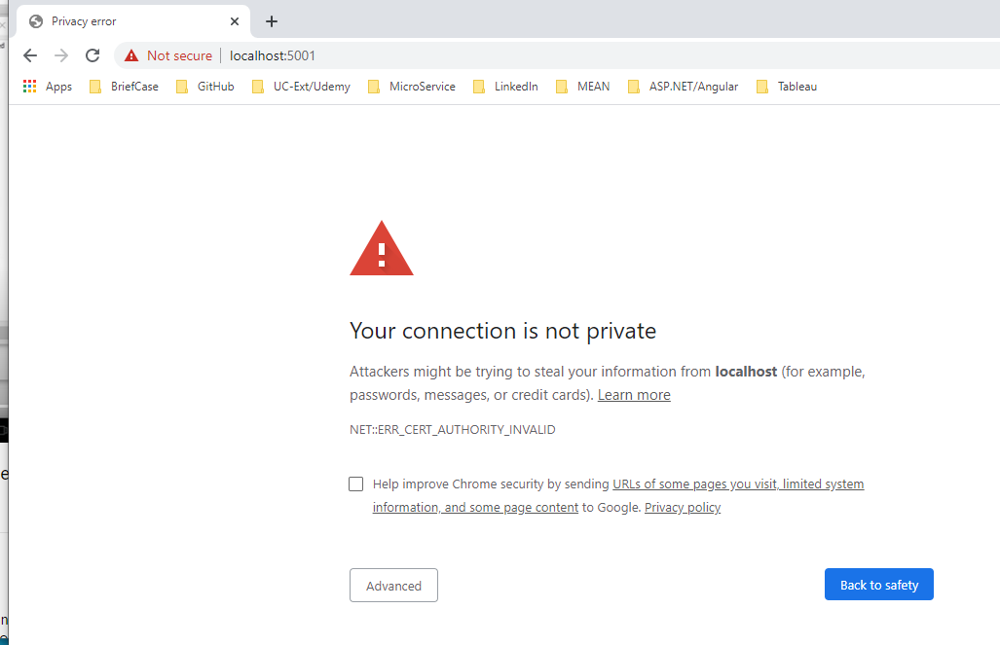 Privacy error
Not secure localhost:5001
Apps BriefCase GitHub UC-Ext/Udemy MicroService LinkedIn MEAN ASP.NET/Angular Tableau
Your connection is not private
Attackers might be trying to steal your information from localhost (for example,
passwords, messages, or credit cards). Learn more
NET::ERR_CERT_AUTHORITY_INVALID
Help improve Chrome security by sending URLs of some pages you visit, limited system
information, and some page content to Google. Privacy policy
Advanced Back to safety